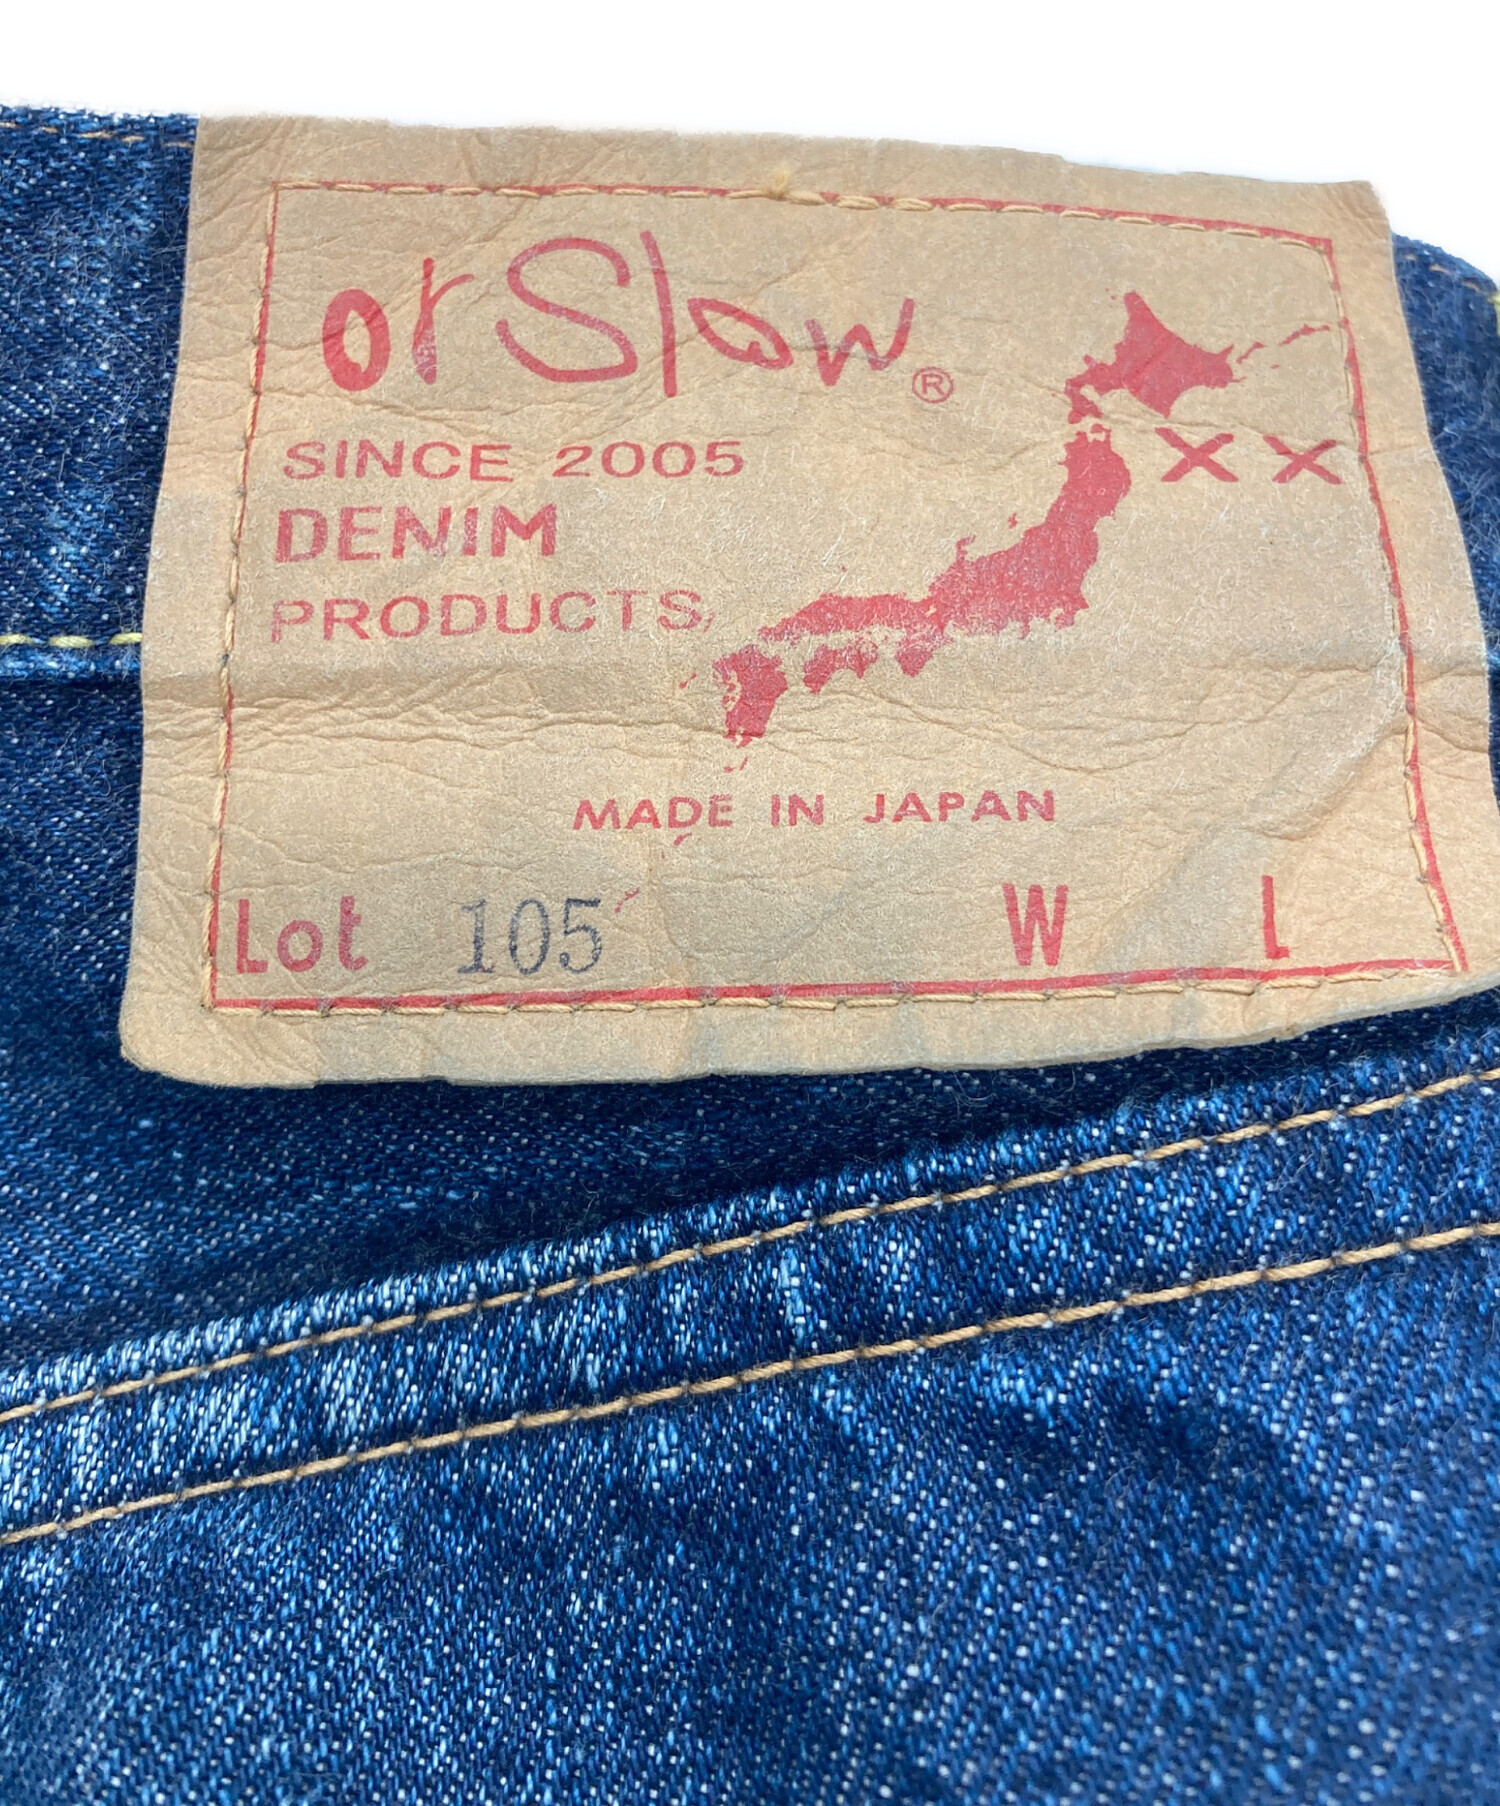 orSlow®
SINCE 2005
XX
DENIM
PRODUCTS
MADE IN JAPAN
Lot 105 W L